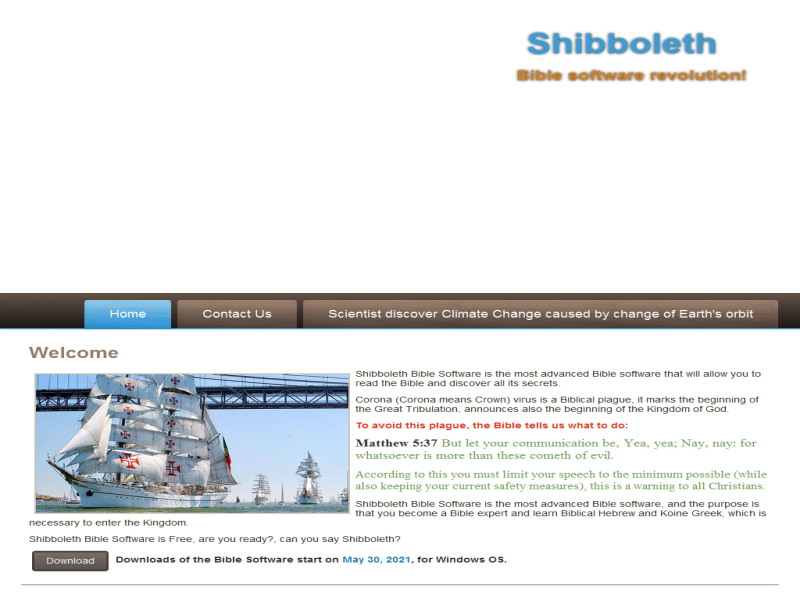 Shibboleth
Bible software revolution!
Home
Contact Us
Scientist discover Climate Change caused by change of Earth's orbit
Welcome
Shibboleth Bible Software is the most advanced Bible software that will allow you to
read the Bible and discover all its secrets.
Corona (Corona means Crown) virus is a Biblical plague, it marks the beginning of
the Great Tribulation, announces also the beginning of the Kingdom of God.
To avoid this plague, the Bible tells us what to do:
Matthew 5:37 But let your communication be, Yea, yea; Nay, nay: for
whatsoever is more than these cometh of evil.
According to this you must limit your speech to the minimum possible (while
also keeping your current safety measures), this is a warning to all Christians.
Shibboleth Bible Software is the most advanced Bible software, and the purpose is
that you become a Bible expert and learn Biblical Hebrew and Koine Greek, which is
necessary to enter the Kingdom.
Shibboleth Bible Software is Free, are you ready?, can you say Shibboleth?
Download
Downloads of the Bible Software start on May 30, 2021, for Windows OS.